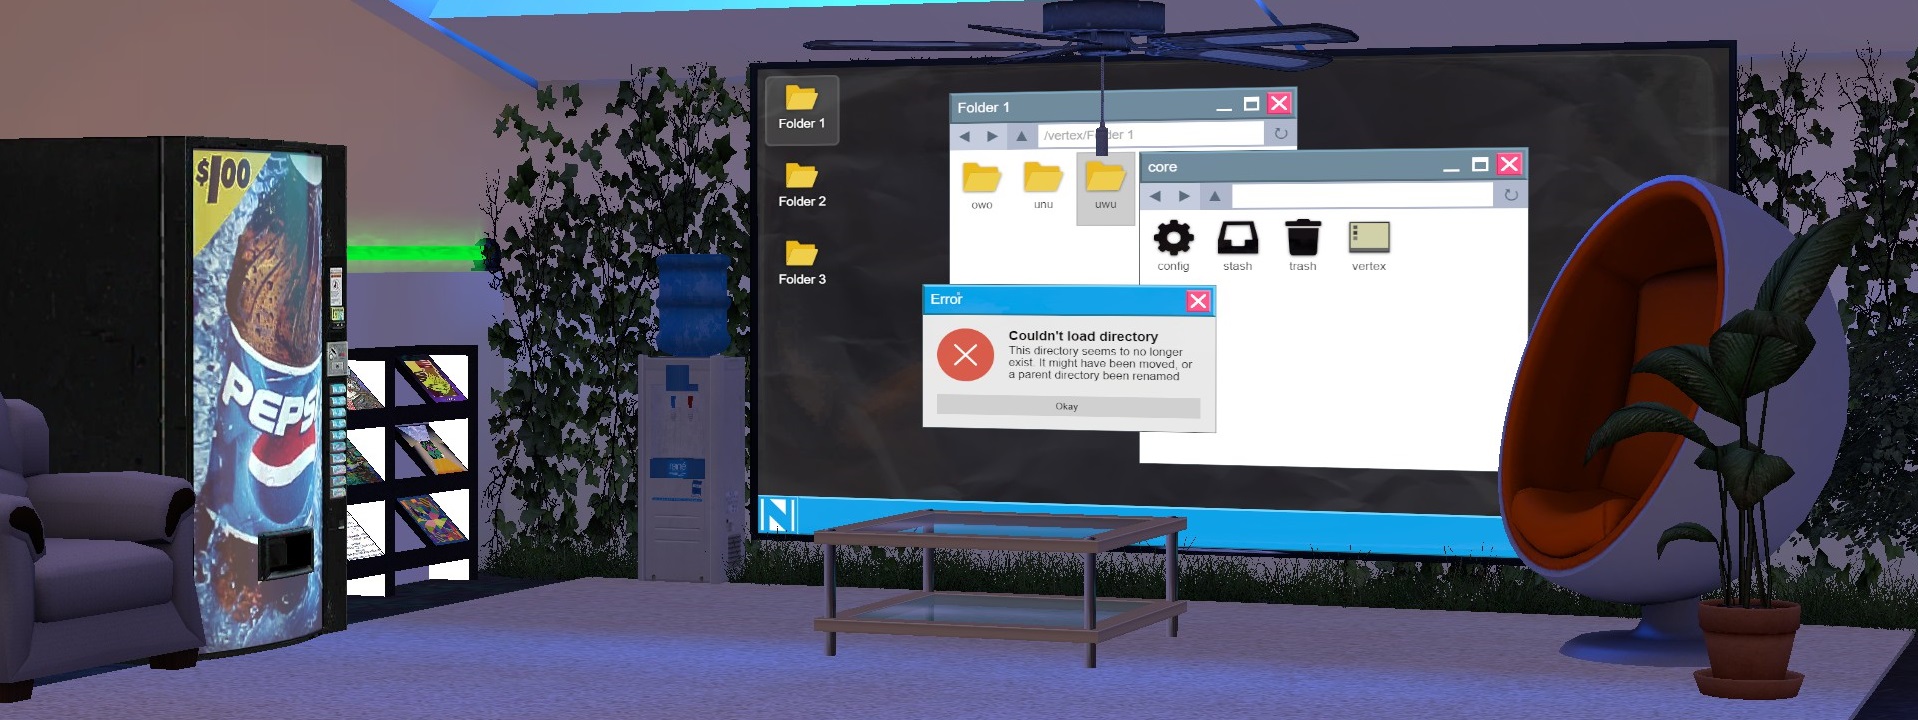 $1.00
PEPSI
Folder 1
Folder 2
Folder 3
Folder 1
/vertex/Folder 1
owo
unu
uwu
core
config
stash
trash
vertex
Error
Couldn't load directory
This directory seems to no longer
exist. It might have been moved, or
a parent directory been renamed
Okay
N